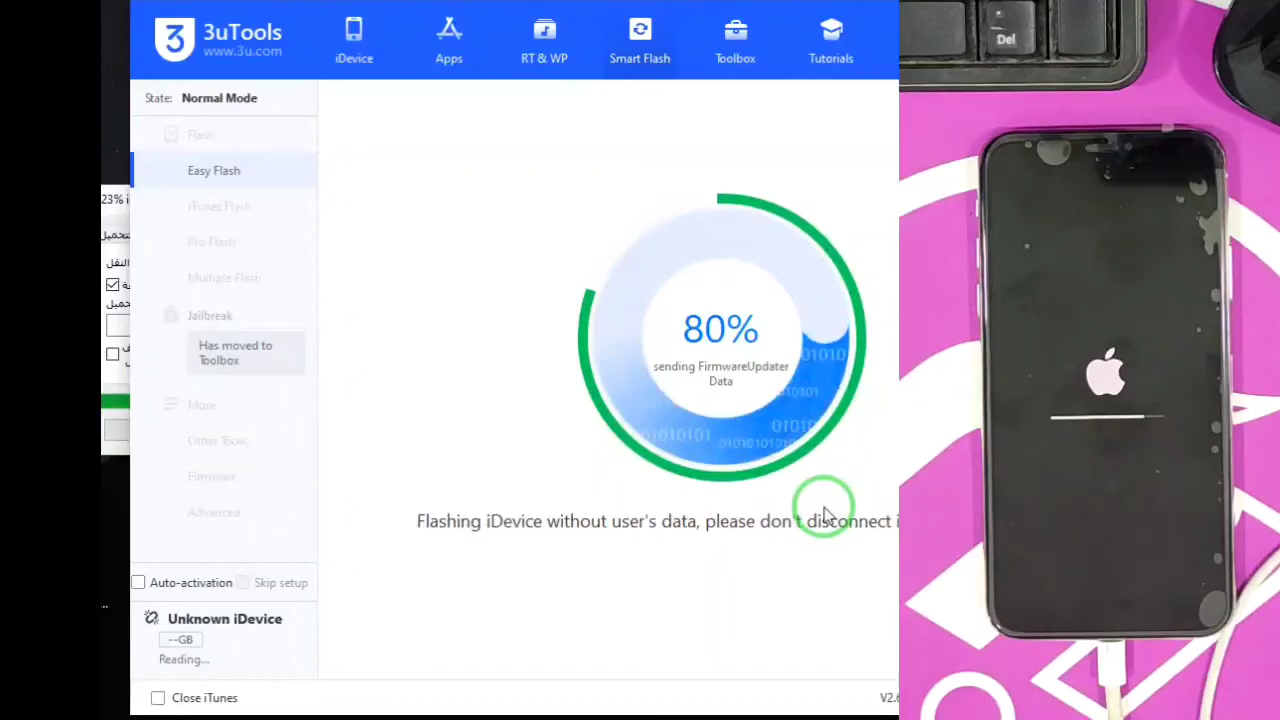 3uTools
www.3u.com
iDevice
Apps
RT & WP
Smart Flash
Toolbox
Tutorials
State: Normal Mode
Flash
Easy Flash
iTunes Flash
Pro Flash
Multiple Flash
Jailbreak
Has moved to
Toolbox
More
Other Tools
Firmware
Advanced
23% i
النقل
80%
sending FirmwareUpdater
Data
Flashing iDevice without user's data, please don't disconnect i
Auto-activation
Skip setup
Unknown iDevice
--GB
Reading...
Close iTunes
Del